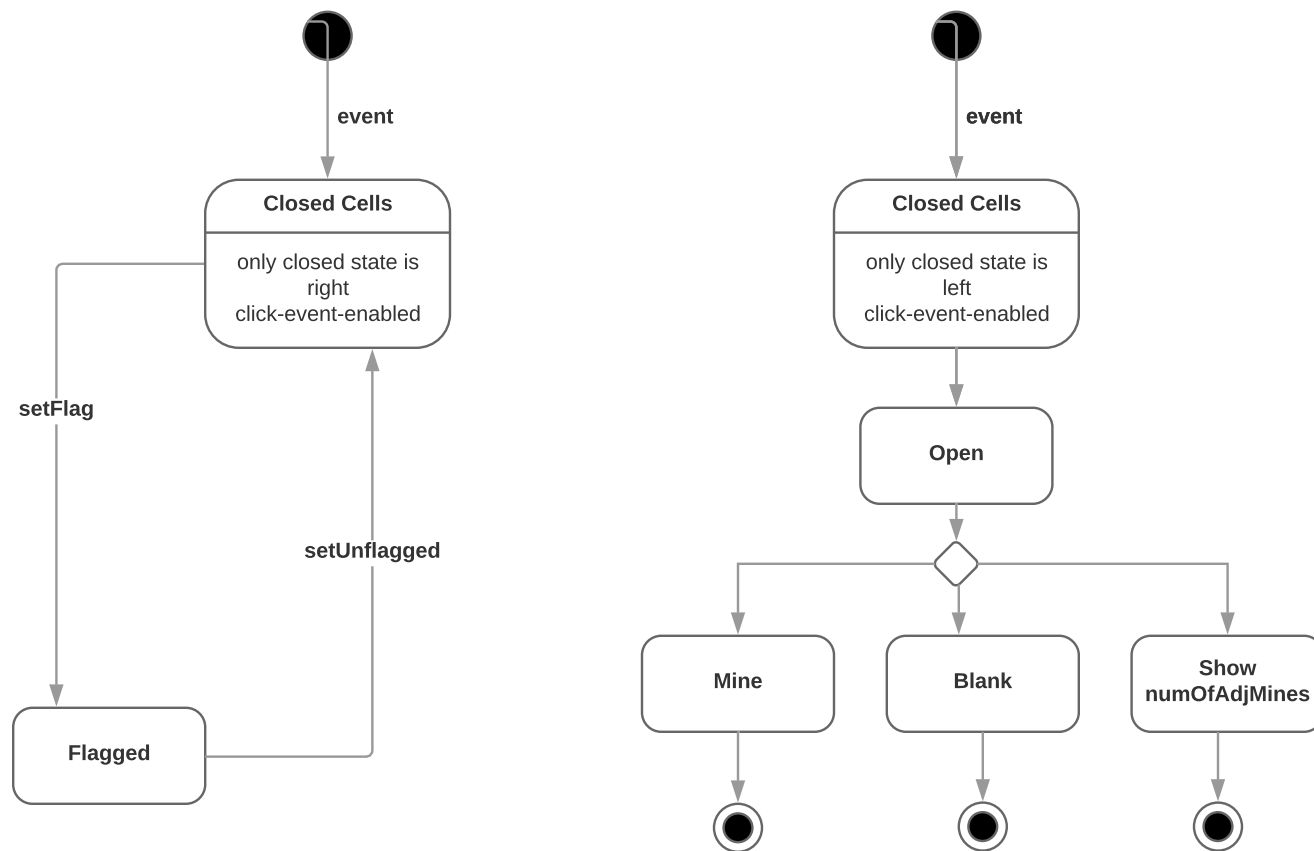 event
Closed Cells
only closed state is
right
click-event-enabled
setFlag
setUnflagged
Flagged
event
Closed Cells
only closed state is
left
click-event-enabled
Open
Mine
Blank
Show
numOfAdjMines